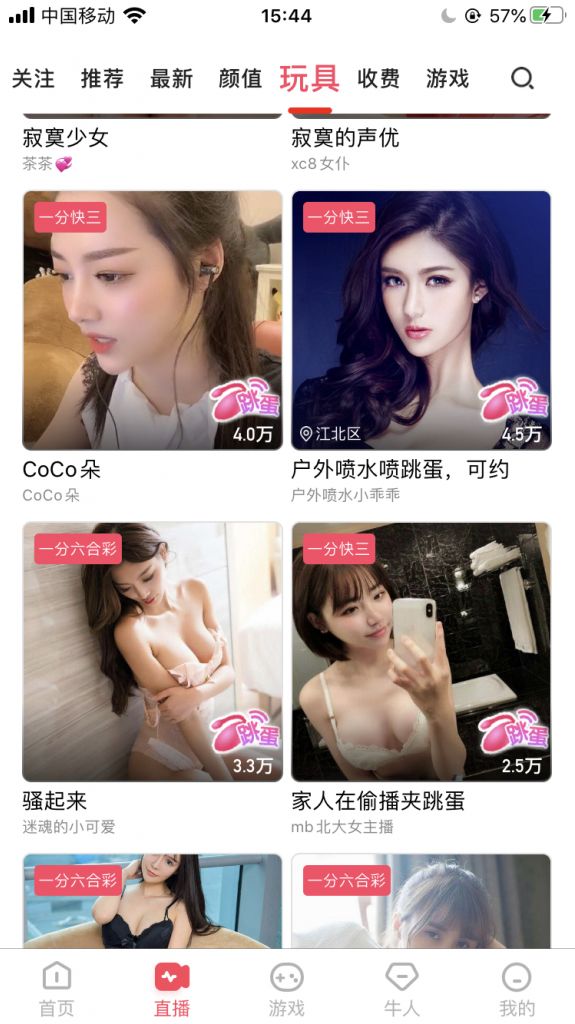 中国移动
15:44
57%
关注 推荐 最新 颜值 玩具 收费 游戏
寂寞少女
茶茶💞
寂寞的声优
xc8女仆
一分快三
跳蛋
4.0万
CoCo朵
CoCo朵
一分快三
跳蛋
江北区
4.5万
户外喷水喷跳蛋，可约
户外喷水小乖乖
一分六合彩
跳蛋
3.3万
骚起来
迷魂的小可爱
一分快三
跳蛋
2.5万
家人在偷播夹跳蛋
mb北大女主播
一分六合彩
一分六合彩
首页 直播 游戏 牛人 我的